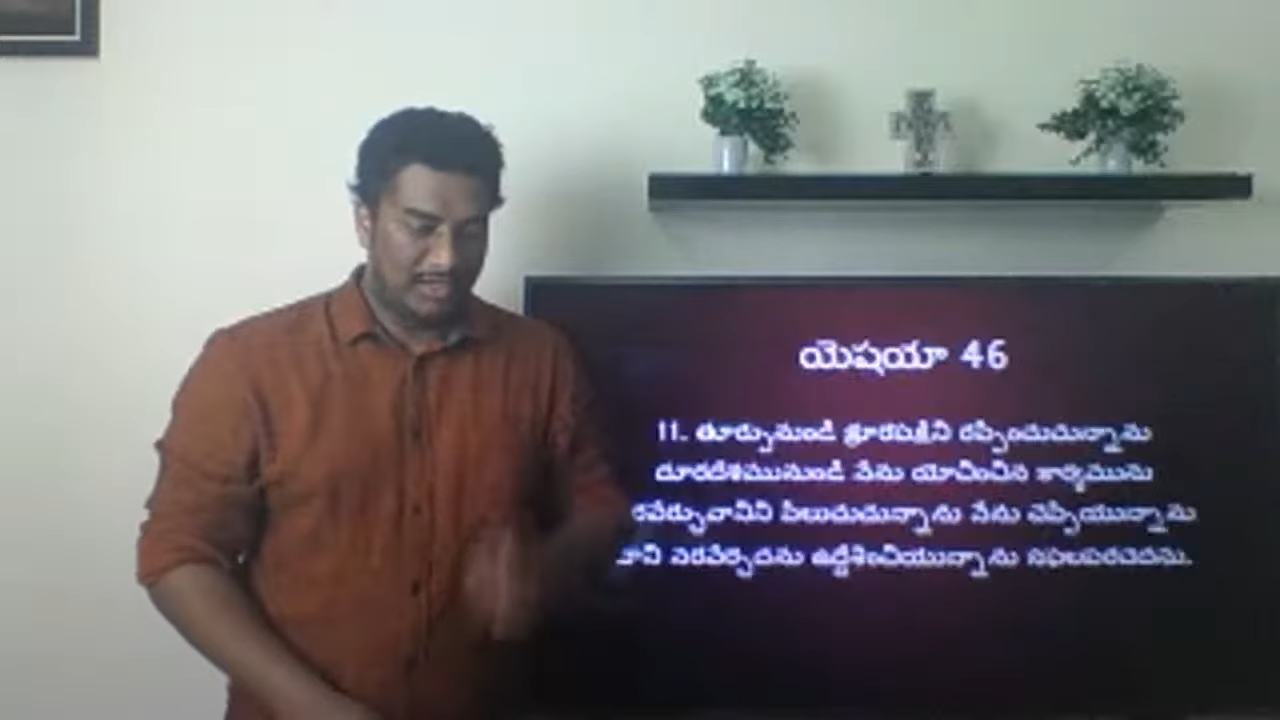 యెషయా 46
11. తూర్పునుండి క్రూరపక్షిని రప్పించుచున్నాను
దూరదేశమునుండి నేను యోచించిన కార్యమును
నెరవేర్చువానిని పిలుచుచున్నాను నేను చెప్పియున్నాను
దాని నెరవేర్చెదను ఉద్దేశించియున్నాను సఫలపరచెదను.